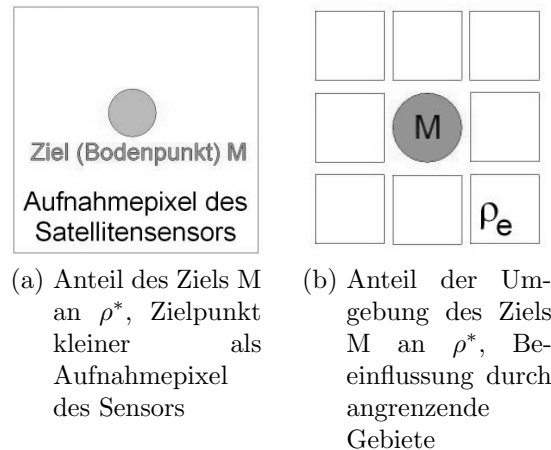 Ziel (Bodenpunkt) M
Aufnahmepixel des
Satellitensensors
M
ρe
(a) Anteil des Ziels M
an ρ*, Zielpunkt
kleiner als
Aufnahmepixel
des Sensors
(b) Anteil der Um-
gebung des Ziels
M an ρ*, Be-
einflussung durch
angrenzende
Gebiete